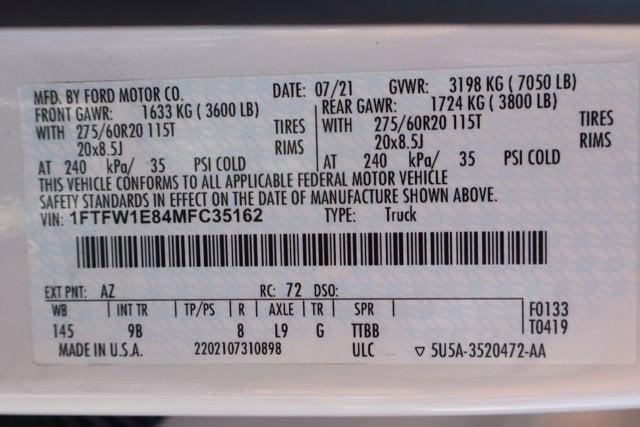 MFD. BY FORD MOTOR CO. DATE: 07/21 GVWR: 3198 KG (7050 LB)
FRONT GAWR: 1633 KG (3600 LB) REAR GAWR: 1724 KG (3800 LB)
WITH 275/60R20 115T TIRES WITH 275/60R20 115T TIRES
20x8.5J RIMS 20x8.5J RIMS
AT 240 kPa/ 35 PSI COLD AT 240 kPa/ 35 PSI COLD
THIS VEHICLE CONFORMS TO ALL APPLICABLE FEDERAL MOTOR VEHICLE
SAFETY STANDARDS IN EFFECT ON THE DATE OF MANUFACTURE SHOWN ABOVE.
VIN: 1FTFW1E84MFC35162 TYPE: Truck
EXT PNT: AZ RC: 72 DSO:
WB INT TR TP/PS R AXLE TR SPR F0133
145 9B 8 L9 G TTBB T0419
MADE IN U.S.A. 2202107310898 ULC ▽ 5U5A-3520472-AA